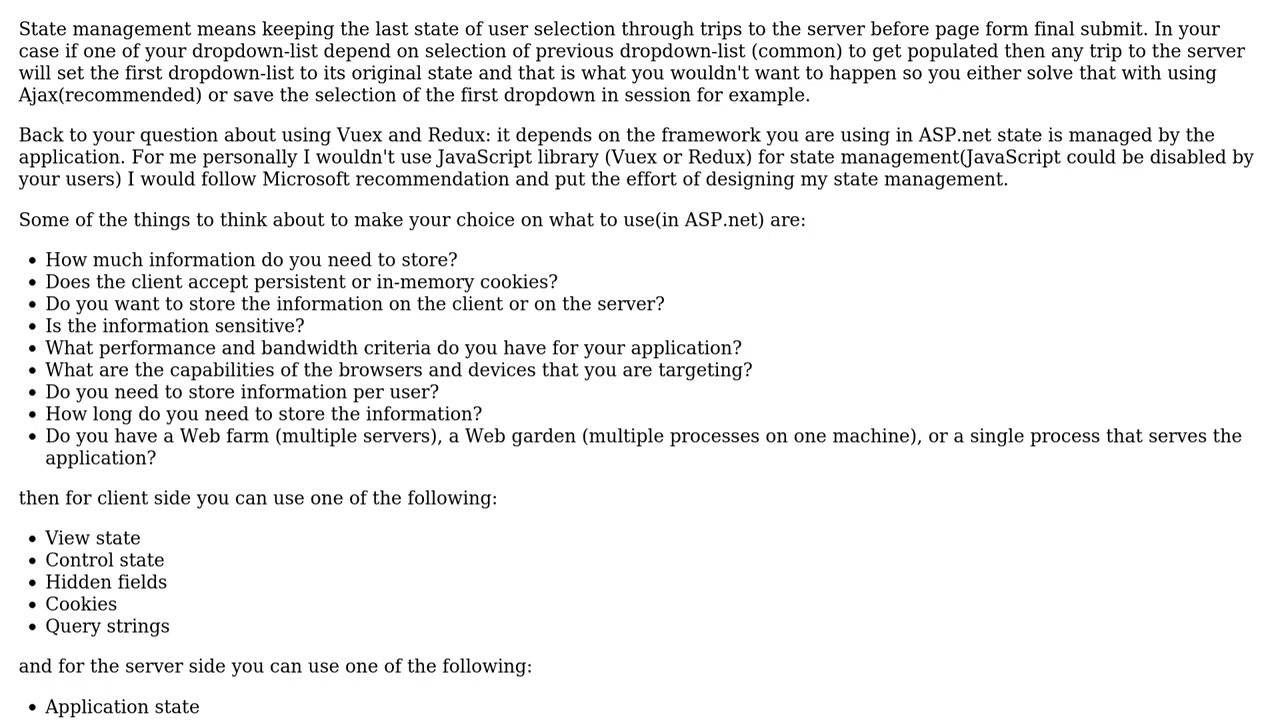 State management means keeping the last state of user selection through trips to the server before page form final submit. In your
case if one of your dropdown-list depend on selection of previous dropdown-list (common) to get populated then any trip to the server
will set the first dropdown-list to its original state and that is what you wouldn't want to happen so you either solve that with using
Ajax(recommended) or save the selection of the first dropdown in session for example.
Back to your question about using Vuex and Redux: it depends on the framework you are using in ASP.net state is managed by the
application. For me personally I wouldn't use JavaScript library (Vuex or Redux) for state management(JavaScript could be disabled by
your users) I would follow Microsoft recommendation and put the effort of designing my state management.
Some of the things to think about to make your choice on what to use(in ASP.net) are:
• How much information do you need to store?
• Does the client accept persistent or in-memory cookies?
• Do you want to store the information on the client or on the server?
• Is the information sensitive?
• What performance and bandwidth criteria do you have for your application?
• What are the capabilities of the browsers and devices that you are targeting?
• Do you need to store information per user?
• How long do you need to store the information?
• Do you have a Web farm (multiple servers), a Web garden (multiple processes on one machine), or a single process that serves the
application?
then for client side you can use one of the following:
• View state
• Control state
• Hidden fields
• Cookies
• Query strings
and for the server side you can use one of the following:
• Application state